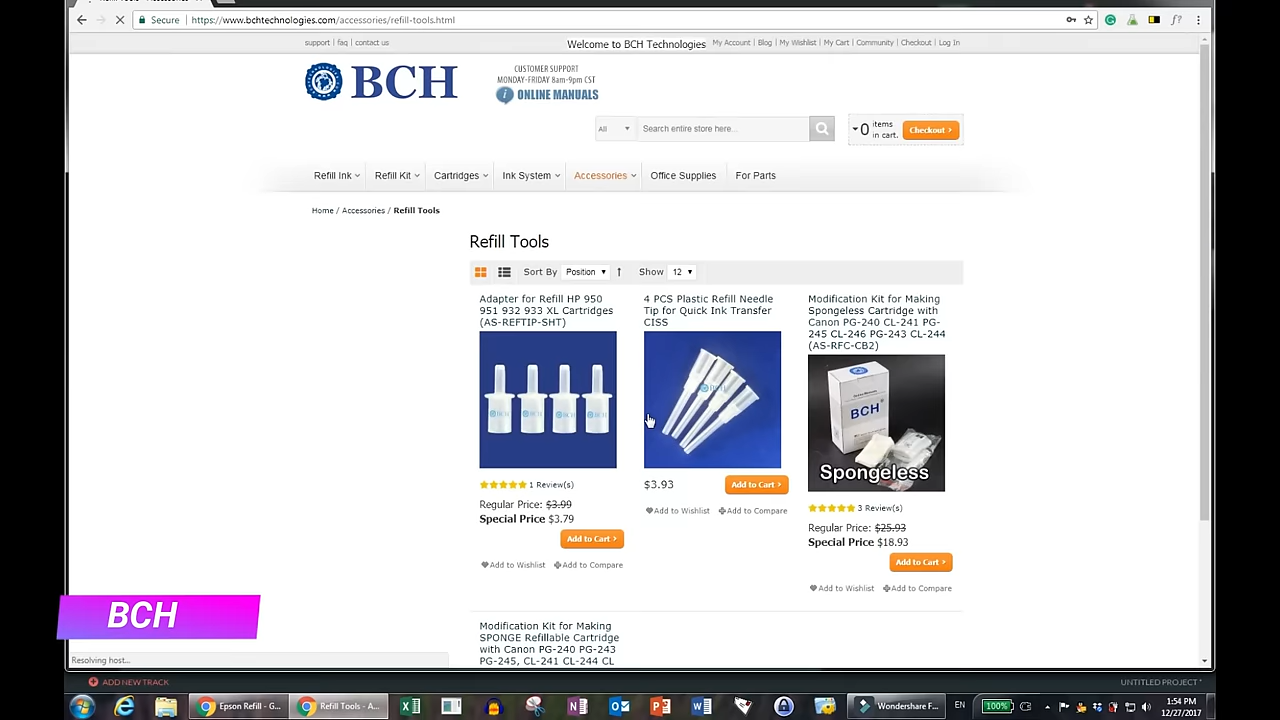 Refill Tools - Accessories
Secure | https://www.bchtechnologies.com/accessories/refill-tools.html
support | faq | contact us
Welcome to BCH Technologies
My Account | Blog | My Wishlist | My Cart | Community | Checkout | Log In
BCH
CUSTOMER SUPPORT
MONDAY-FRIDAY 8am-9pm CST
ONLINE MANUALS
All
Search entire store here...
0 items in cart.
Checkout >
Refill Ink
Refill Kit
Cartridges
Ink System
Accessories
Office Supplies
For Parts
Home / Accessories / Refill Tools
Refill Tools
Sort By Position
Show 12
Adapter for Refill HP 950
951 932 933 XL Cartridges
(AS-REFTIP-SHT)
BCH BCH BCH BCH
1 Review(s)
Regular Price: $3.99
Special Price $3.79
Add to Cart >
Add to Wishlist
Add to Compare
4 PCS Plastic Refill Needle
Tip for Quick Ink Transfer
CISS
BCH
$3.93
Add to Cart >
Add to Wishlist
Add to Compare
Modification Kit for Making
Spongeless Cartridge with
Canon PG-240 CL-241 PG-
245 CL-246 PG-243 CL-244
(AS-RFC-CB2)
BCH
Spongeless
3 Review(s)
Regular Price: $25.93
Special Price $18.93
Add to Cart >
Add to Wishlist
Add to Compare
Modification Kit for Making
SPONGE Refillable Cartridge
with Canon PG-240 PG-243
PG-245, CL-241 CL-244 CL
BCH
Resolving host...
ADD NEW TRACK
UNTITLED PROJECT *
Epson Refill - G...
Refill Tools - A...
Wondershare F...
EN
100%
1:54 PM
12/27/2017